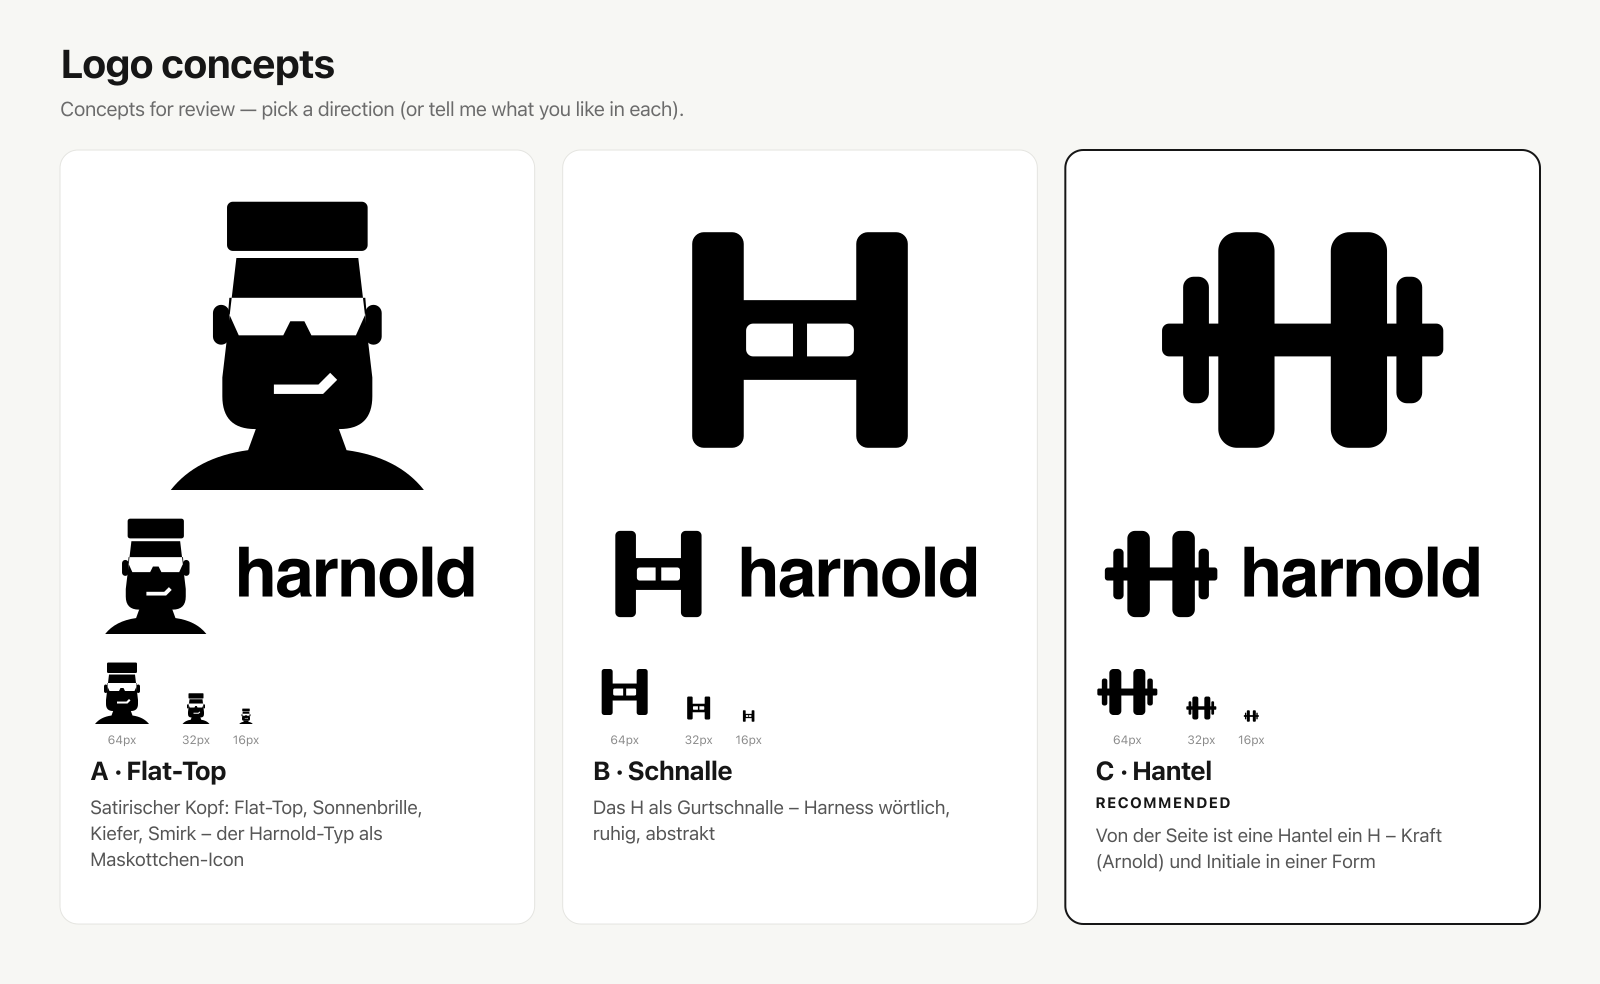 Logo concepts
Concepts for review — pick a direction (or tell me what you like in each).
harnold
64px 32px 16px
A · Flat-Top
Satirischer Kopf: Flat-Top, Sonnenbrille,
Kiefer, Smirk – der Harnold-Typ als
Maskottchen-Icon
harnold
64px 32px 16px
B · Schnalle
Das H als Gurtschnalle – Harness wörtlich,
ruhig, abstrakt
harnold
64px 32px 16px
C · Hantel
RECOMMENDED
Von der Seite ist eine Hantel ein H – Kraft
(Arnold) und Initiale in einer Form